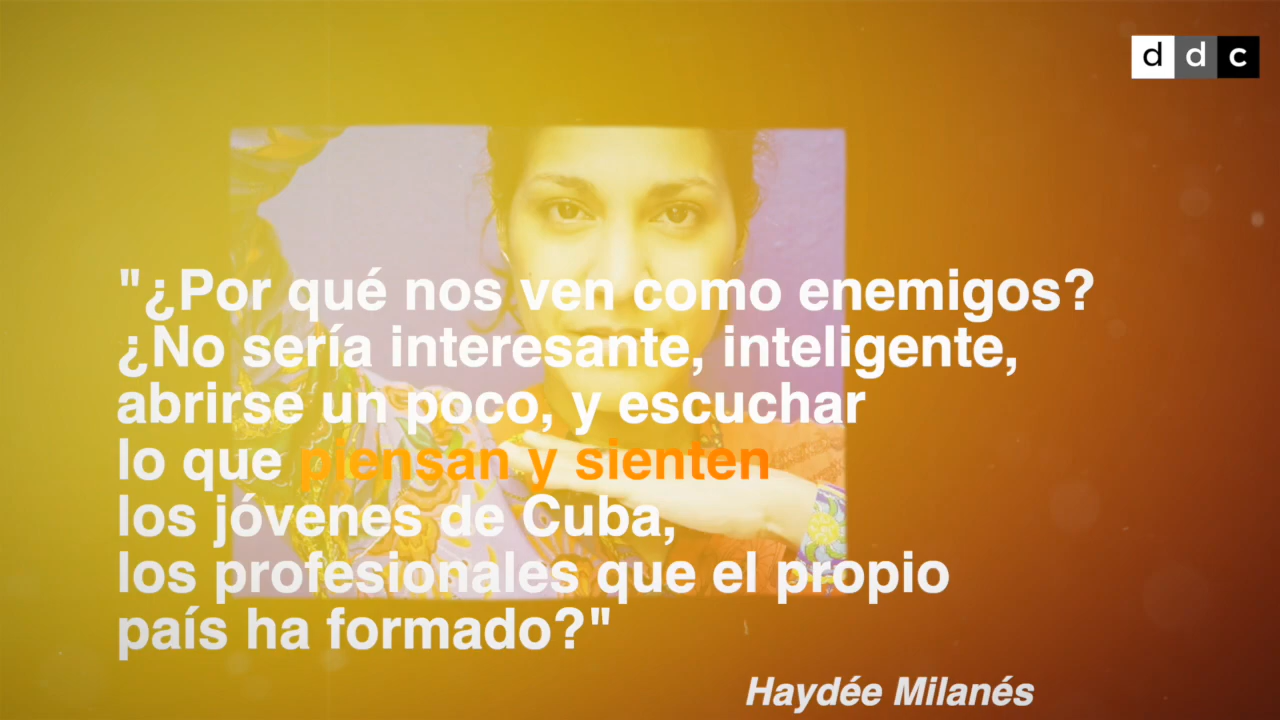 d d c
"¿Por qué nos ven como enemigos?
¿No sería interesante, inteligente,
abrirse un poco, y escuchar
lo que piensan y sienten
los jóvenes de Cuba,
los profesionales que el propio
país ha formado?"
Haydée Milanés